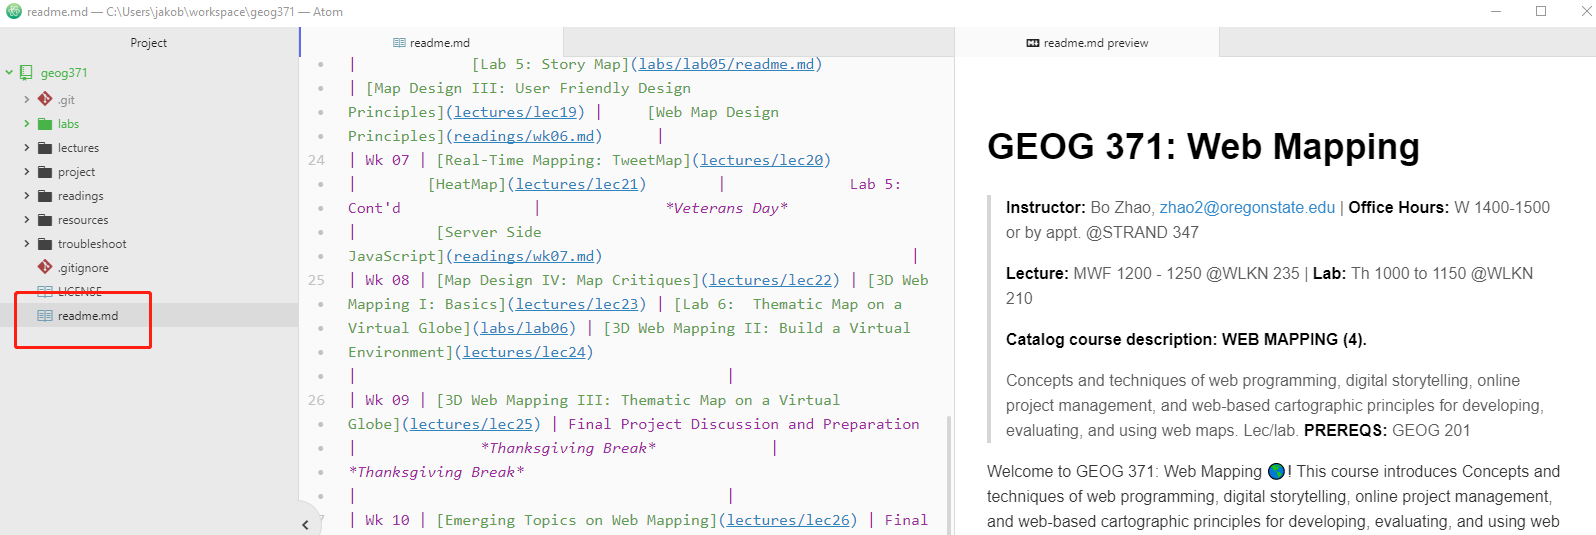 readme.md — C:\Users\jakob\workspace\geog371 — Atom
Project
geog371
.git
labs
lectures
project
readings
resources
troubleshoot
.gitignore
LICENSE
readme.md
readme.md
| [Lab 5: Story Map](labs/lab05/readme.md)
| [Map Design III: User Friendly Design
Principles](lectures/lec19) | [Web Map Design
Principles](readings/wk06.md) |
24 | Wk 07 | [Real-Time Mapping: TweetMap](lectures/lec20)
| [HeatMap](lectures/lec21) | Lab 5:
Cont'd | *Veterans Day*
| [Server Side
JavaScript](readings/wk07.md) |
25 | Wk 08 | [Map Design IV: Map Critiques](lectures/lec22) | [3D Web
Mapping I: Basics](lectures/lec23) | [Lab 6: Thematic Map on a
Virtual Globe](labs/lab06) | [3D Web Mapping II: Build a Virtual
Environment](lectures/lec24)
| |
26 | Wk 09 | [3D Web Mapping III: Thematic Map on a Virtual
Globe](lectures/lec25) | Final Project Discussion and Preparation
| *Thanksgiving Break* |
*Thanksgiving Break*
| |
| Wk 10 | [Emerging Topics on Web Mapping](lectures/lec26) | Final
readme.md preview
GEOG 371: Web Mapping
Instructor: Bo Zhao, zhao2@oregonstate.edu | Office Hours: W 1400-1500
or by appt. @STRAND 347
Lecture: MWF 1200 - 1250 @WLKN 235 | Lab: Th 1000 to 1150 @WLKN
210
Catalog course description: WEB MAPPING (4).
Concepts and techniques of web programming, digital storytelling, online
project management, and web-based cartographic principles for developing,
evaluating, and using web maps. Lec/lab. PREREQS: GEOG 201
Welcome to GEOG 371: Web Mapping 🌎! This course introduces Concepts and
techniques of web programming, digital storytelling, online project management,
and web-based cartographic principles for developing, evaluating, and using web